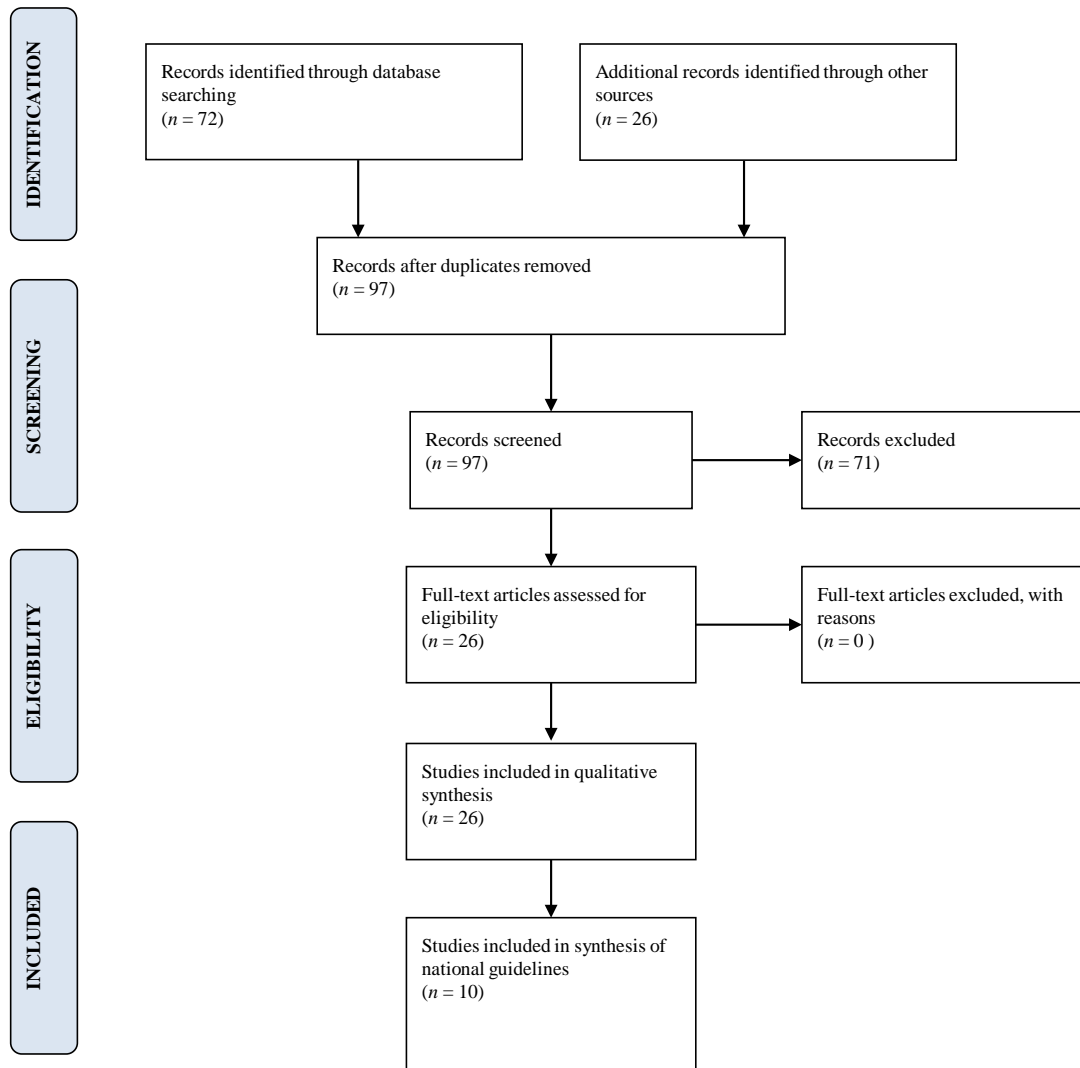 IDENTIFICATION
Records identified through database
searching
(n = 72)
Additional records identified through other
sources
(n = 26)
Records after duplicates removed
(n = 97)
SCREENING
Records screened
(n = 97)
Records excluded
(n = 71)
ELIGIBILITY
Full-text articles assessed for
eligibility
(n = 26)
Full-text articles excluded, with
reasons
(n = 0 )
Studies included in qualitative
synthesis
(n = 26)
INCLUDED
Studies included in synthesis of
national guidelines
(n = 10)